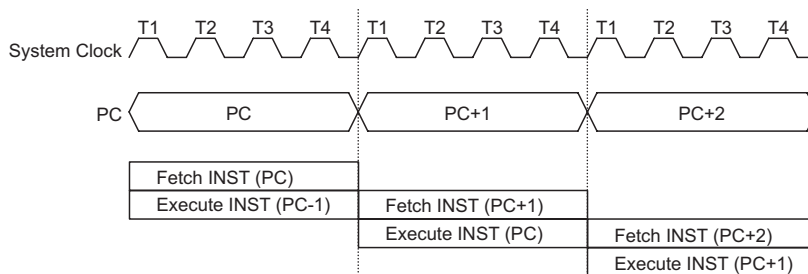 T1 T2 T3 T4 T1 T2 T3 T4 T1 T2 T3 T4
System Clock
PC PC PC+1 PC+2
Fetch INST (PC)
Execute INST (PC-1) Fetch INST (PC+1)
Execute INST (PC) Fetch INST (PC+2)
Execute INST (PC+1)